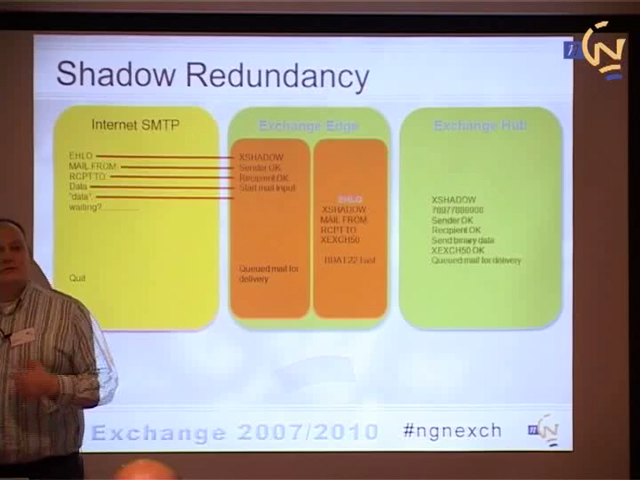 Shadow Redundancy
Internet SMTP
EHLO
MAIL FROM:
RCPT TO
Data
"data".
waiting?
Quit
Exchange Edge
XSHADOW
Sender OK
Recipient OK
Start mail input
Queued mail for
delivery
EHLO
XSHADOW
MAIL FROM
RCPT TO
XEXCH50
Exchange Hub
XSHADOW
Sender OK
Recipient OK
Send binary data
XEXCH50 OK
Queued mail for delivery
Exchange 2007/2010
#ngnexch